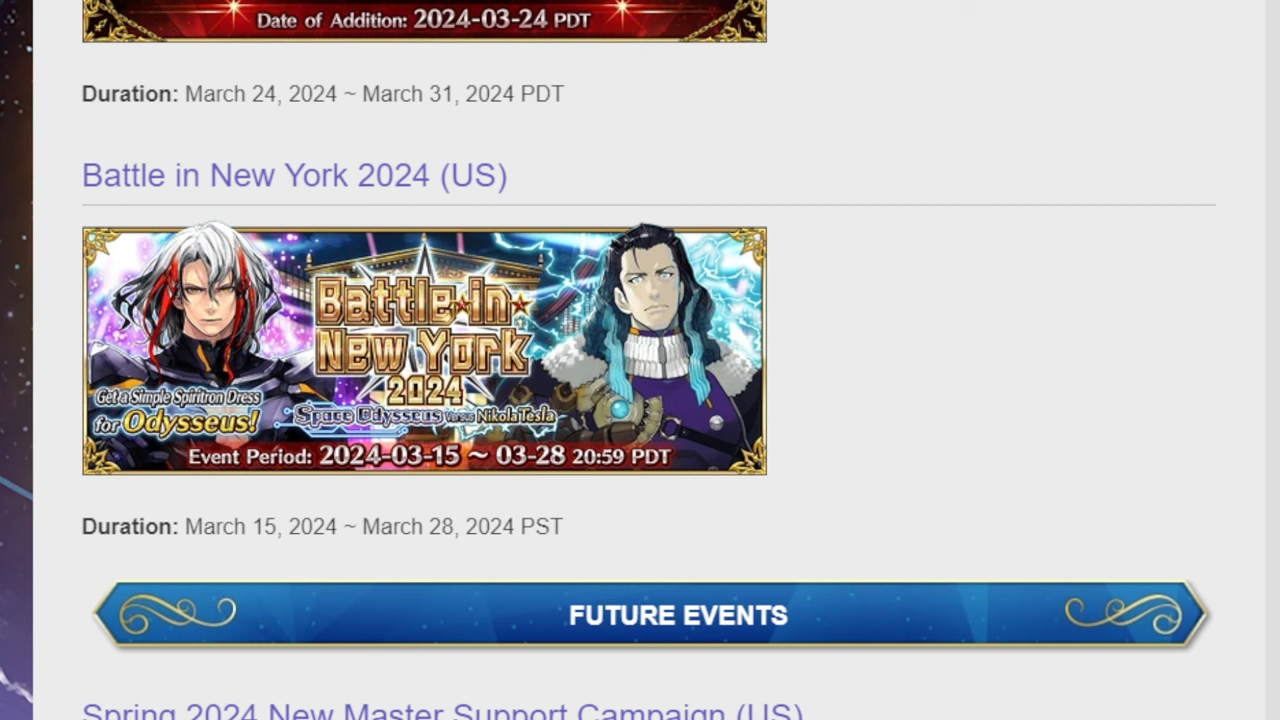 Date of Addition: 2024-03-24 PDT
Duration: March 24, 2024 ~ March 31, 2024 PDT
Battle in New York 2024 (US)
Battle in
New York
2024
Get a Simple Spiritron Dress
for Odysseus!
Space Odysseus Versus Nikola Tesla
Event Period: 2024-03-15 ~ 03-28 20:59 PDT
Duration: March 15, 2024 ~ March 28, 2024 PST
FUTURE EVENTS
Spring 2024 New Master Support Campaign (US)